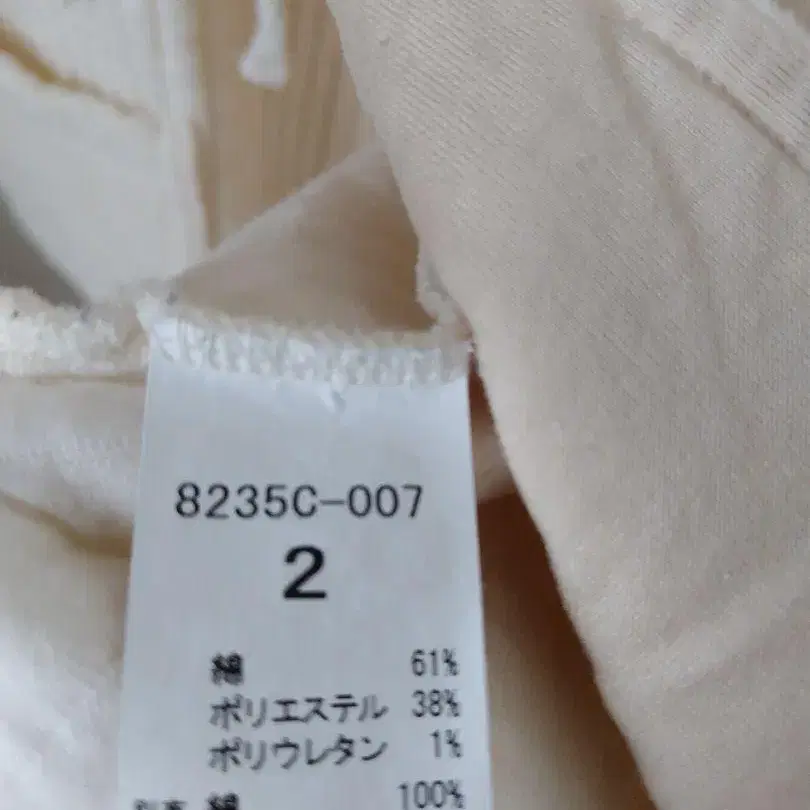 8235C-007
2
綿 61%
ポリエステル 38%
ポリウレタン 1%
綿 100%